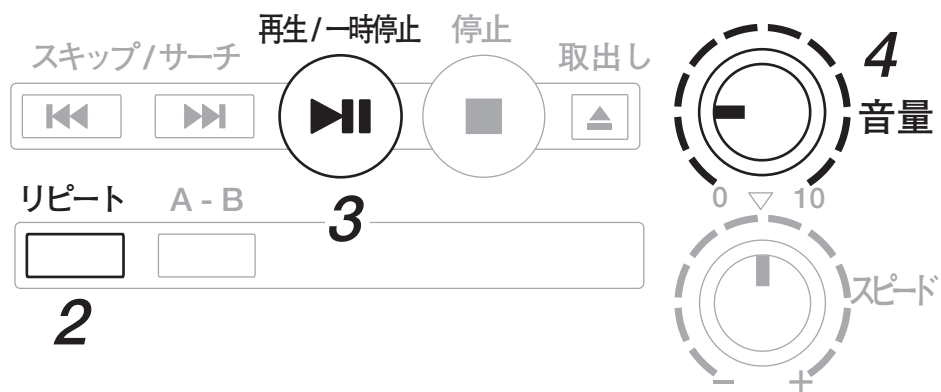 再生/一時停止
停止
スキップ/サーチ
取出し
4
音量
リピート
A - B
3
0
10
2
スピード
−
+